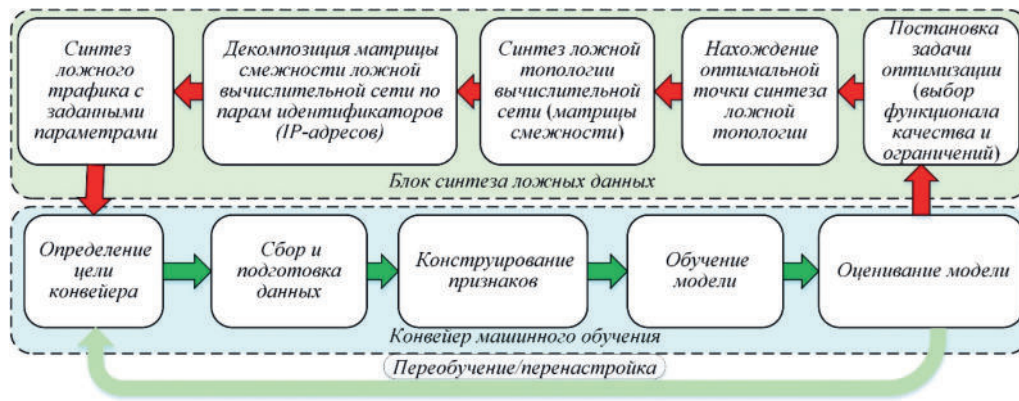 Синтез
ложного
трафика с
заданными
параметрами
Декомпозиция матрицы
смежности ложной
вычислительной сети по
парам идентификаторов
(IP-адресов)
Синтез ложной
топологии
вычислительной
сети (матрицы
смежности)
Нахождение
оптимальной
точки синтеза
ложной
топологии
Постановка
задачи
оптимизации
(выбор
функционала
качества и
ограничений)
Блок синтеза ложных данных
Определение
цели
конвейера
Сбор и
подготовка
данных
Конструирование
признаков
Обучение
модели
Оценивание модели
Конвейер машинного обучения
Переобучение/перенастройка